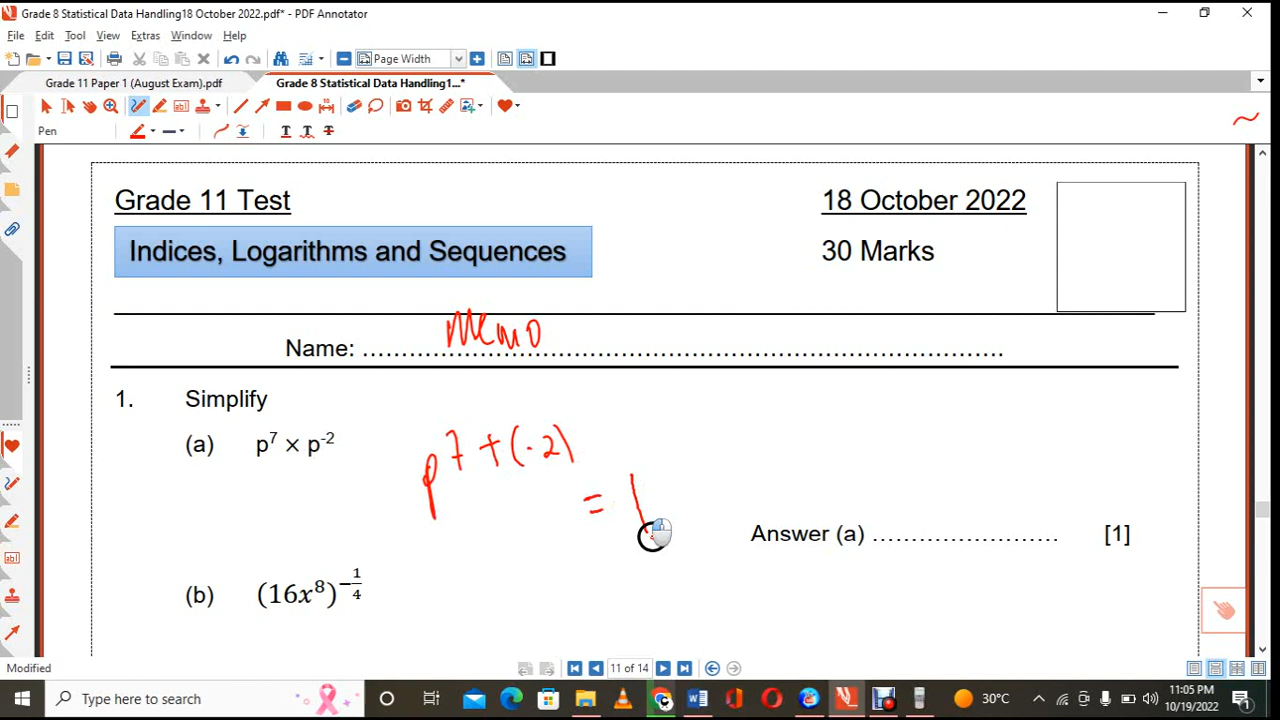 Grade 8 Statistical Data Handling18 October 2022.pdf* - PDF Annotator
File Edit Tool View Extras Window Help
Page Width
Grade 11 Paper 1 (August Exam).pdf Grade 8 Statistical Data Handling1...*
Pen
Grade 11 Test 18 October 2022
Indices, Logarithms and Sequences 30 Marks
Memo
Name: ……………………………………………………………………….
1. Simplify
(a) p⁷ × p⁻²
p⁷ + (-2)
=
Answer (a) …………………… [1]
(b) (16x⁸)^(-1/4)
Modified 11 of 14
Type here to search 30°C 11:05 PM
10/19/2022 1